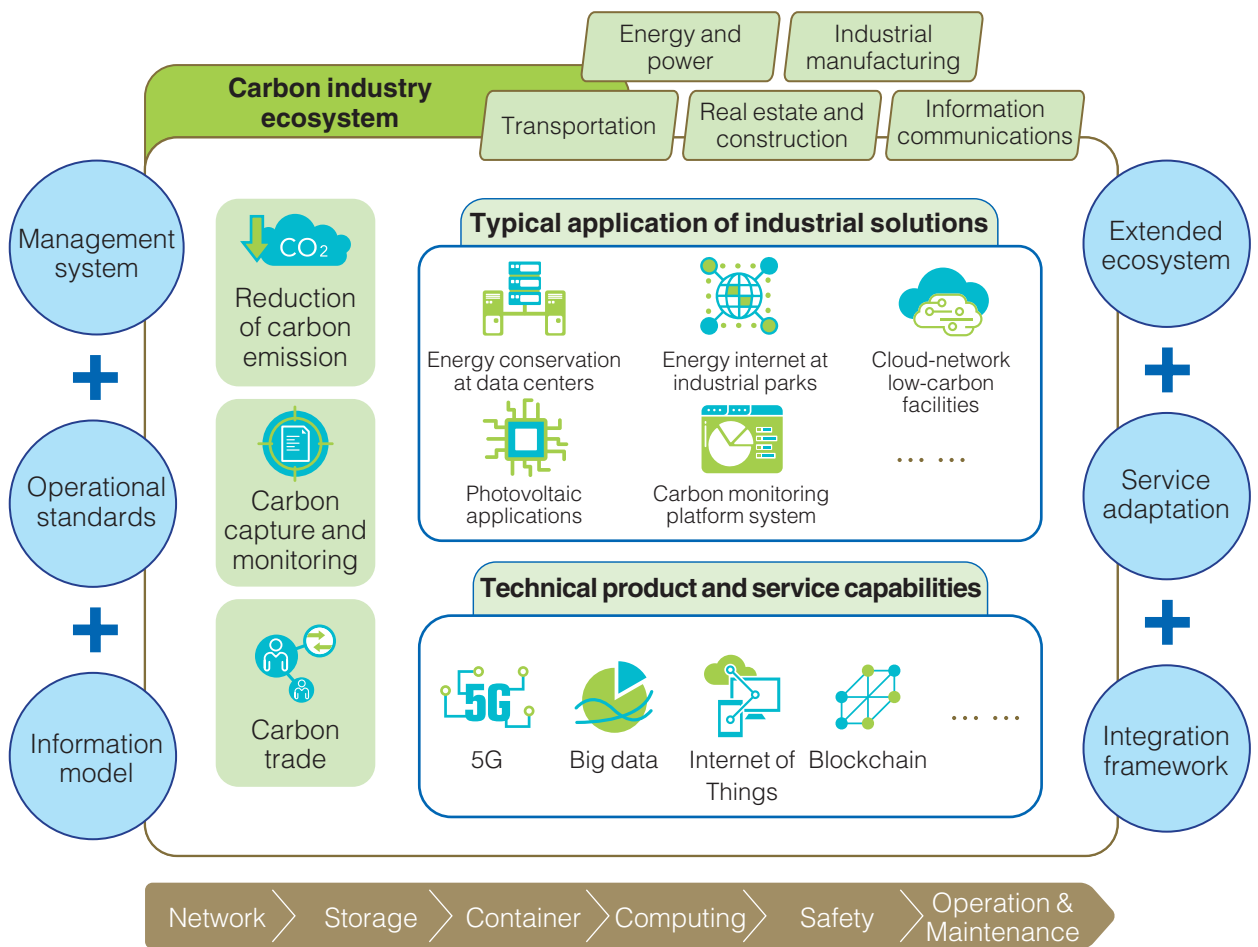 Energy and
power
Industrial
manufacturing
Carbon industry
ecosystem
Transportation
Real estate and
construction
Information
communications
Management
system
Operational
standards
Information
model
CO2
Reduction
of carbon
emission
Carbon
capture and
monitoring
Carbon
trade
Typical application of industrial solutions
Energy conservation
at data centers
Energy internet at
industrial parks
Cloud-network
low-carbon
facilities
Photovoltaic
applications
Carbon monitoring
platform system
... ...
Technical product and service capabilities
5G
5G
Big data
Internet of
Things
Blockchain
... ...
Extended
ecosystem
Service
adaptation
Integration
framework
Network
Storage
Container
Computing
Safety
Operation &
Maintenance